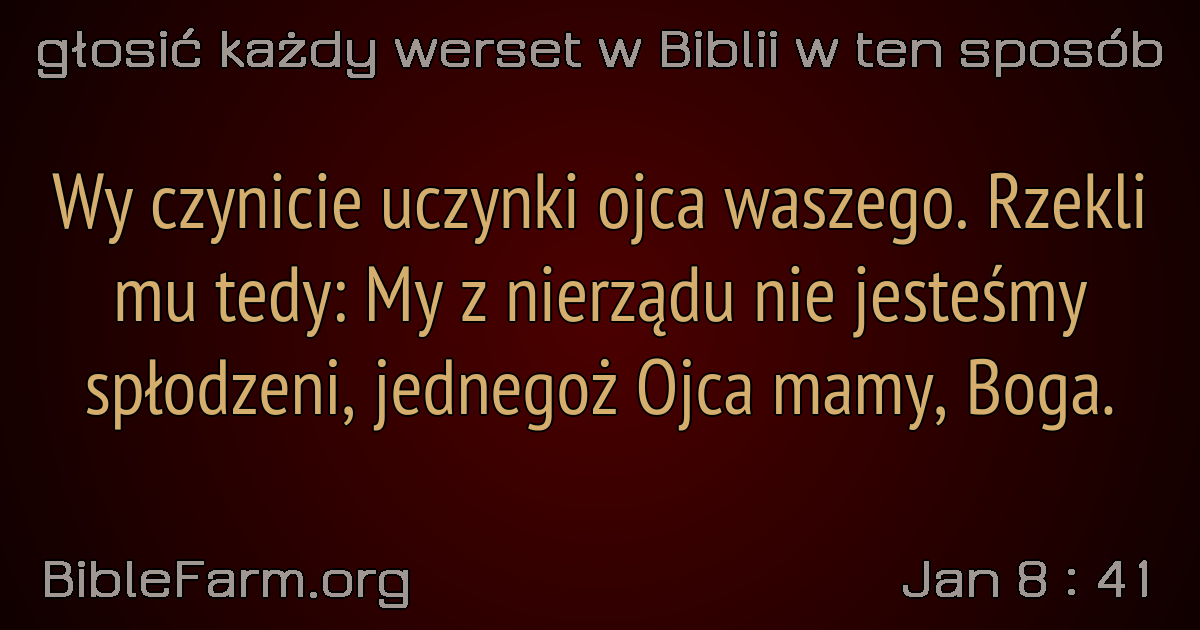 głosić każdy werset w Biblii w ten sposób
Wy czynicie uczynki ojca waszego. Rzekli
mu tedy: My z nierządu nie jesteśmy
spłodzeni, jednegoż Ojca mamy, Boga.
BibleFarm.org
Jan 8 : 41